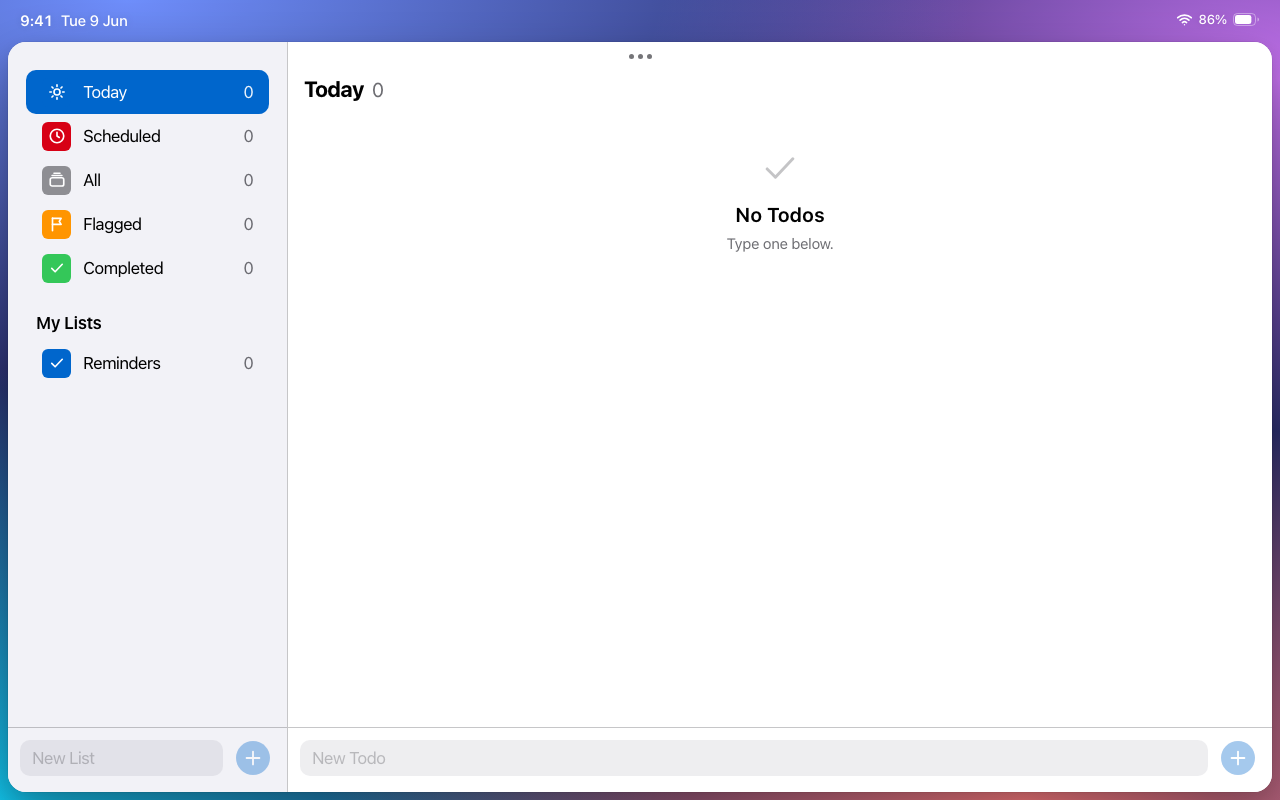 9:41 Tue 9 Jun
86%
Today 0
Scheduled 0
All 0
Flagged 0
Completed 0
My Lists
Reminders 0
New List
Today 0
No Todos
Type one below.
New Todo